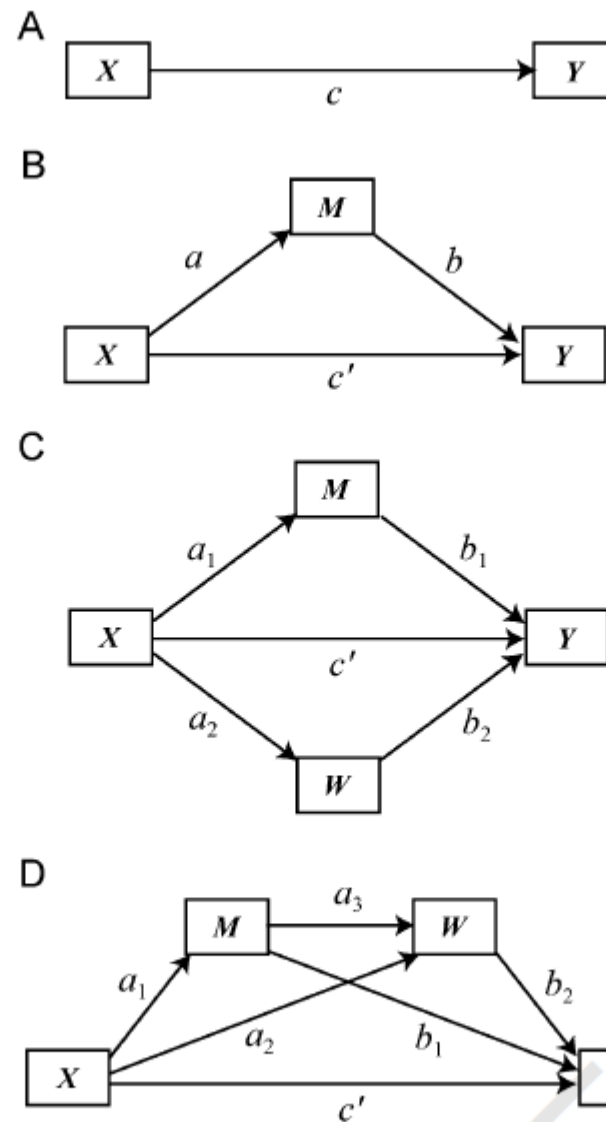 A
X Y
c
B
M
a b
X Y
c′
C
M
a₁ b₁
X Y
c′
a₂ b₂
W
D
a₃
M W
a₁ b₂
a₂ b₁
X
c′